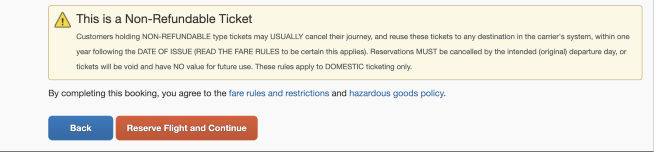 This is a Non-Refundable Ticket
Customers holding NON-REFUNDABLE type tickets may USUALLY cancel their journey, and reuse these tickets to any destination in the carrier's system, within one
year following the DATE OF ISSUE (READ THE FARE RULES to be certain this applies). Reservations MUST be cancelled by the intended (original) departure day, or
tickets will be void and have NO value for future use. These rules apply to DOMESTIC ticketing only.
By completing this booking, you agree to the fare rules and restrictions and hazardous goods policy.
Back Reserve Flight and Continue